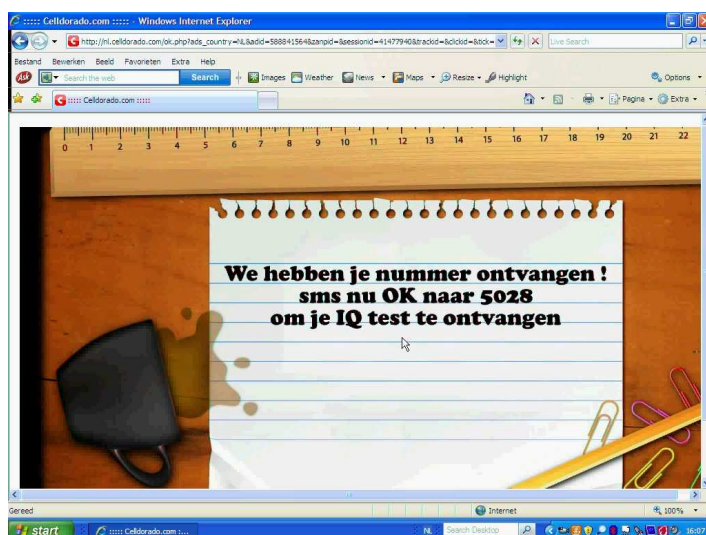 ::::: Celldorado.com ::::: - Windows Internet Explorer
http://nl.celldorado.com/ok.php?ads_country=NL&adid=588841564&zanpid=&sessionid=41477940&trackid=&clickid=&tick=
Live Search
Bestand Bewerken Beeld Favorieten Extra Help
Ask Search the web Search Images Weather News Maps Resize Highlight Options
::::: Celldorado.com ::::: Pagina Extra
0 1 2 3 4 5 6 7 8 9 10 11 12 13 14 15 16 17 18 19 20 21 22
We hebben je nummer ontvangen !
sms nu OK naar 5028
om je IQ test te ontvangen
Gereed Internet 100%
start ::::: Celldorado.com :... NL Search Desktop 16:07